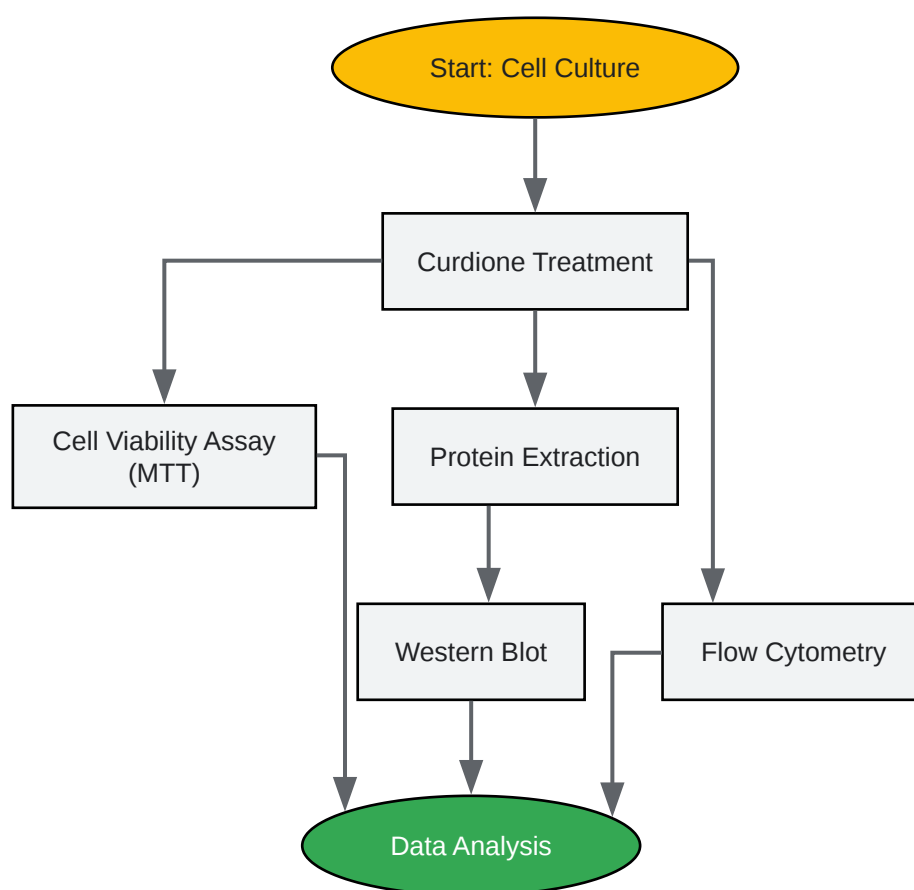 Start: Cell Culture
Curdione Treatment
Cell Viability Assay
(MTT)
Protein Extraction
Western Blot
Flow Cytometry
Data Analysis